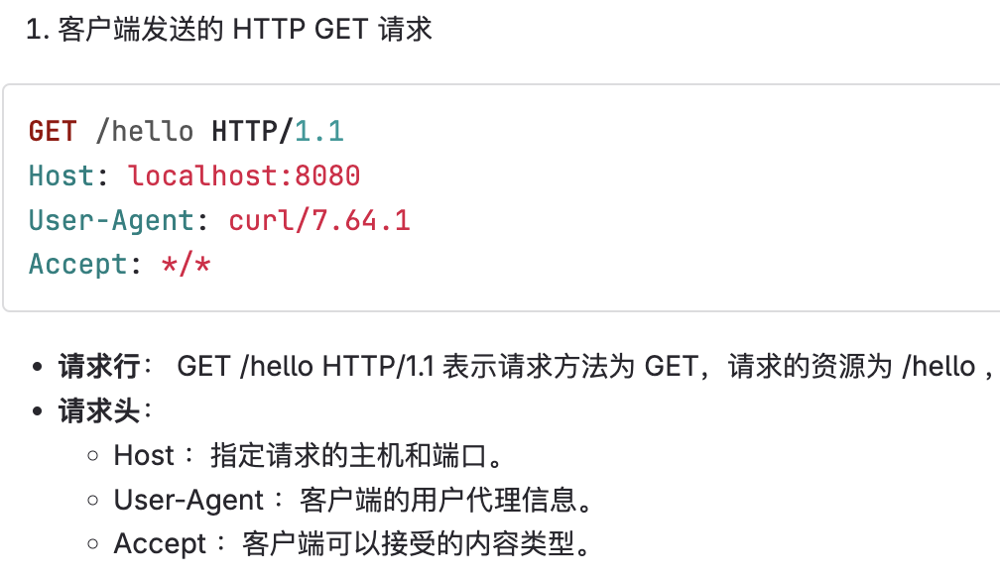 1. 客户端发送的 HTTP GET 请求
GET /hello HTTP/1.1
Host: localhost:8080
User-Agent: curl/7.64.1
Accept: */*
• 请求行： GET /hello HTTP/1.1 表示请求方法为 GET，请求的资源为 /hello ，
• 请求头：
◦ Host ：指定请求的主机和端口。
◦ User-Agent ：客户端的用户代理信息。
◦ Accept ：客户端可以接受的内容类型。